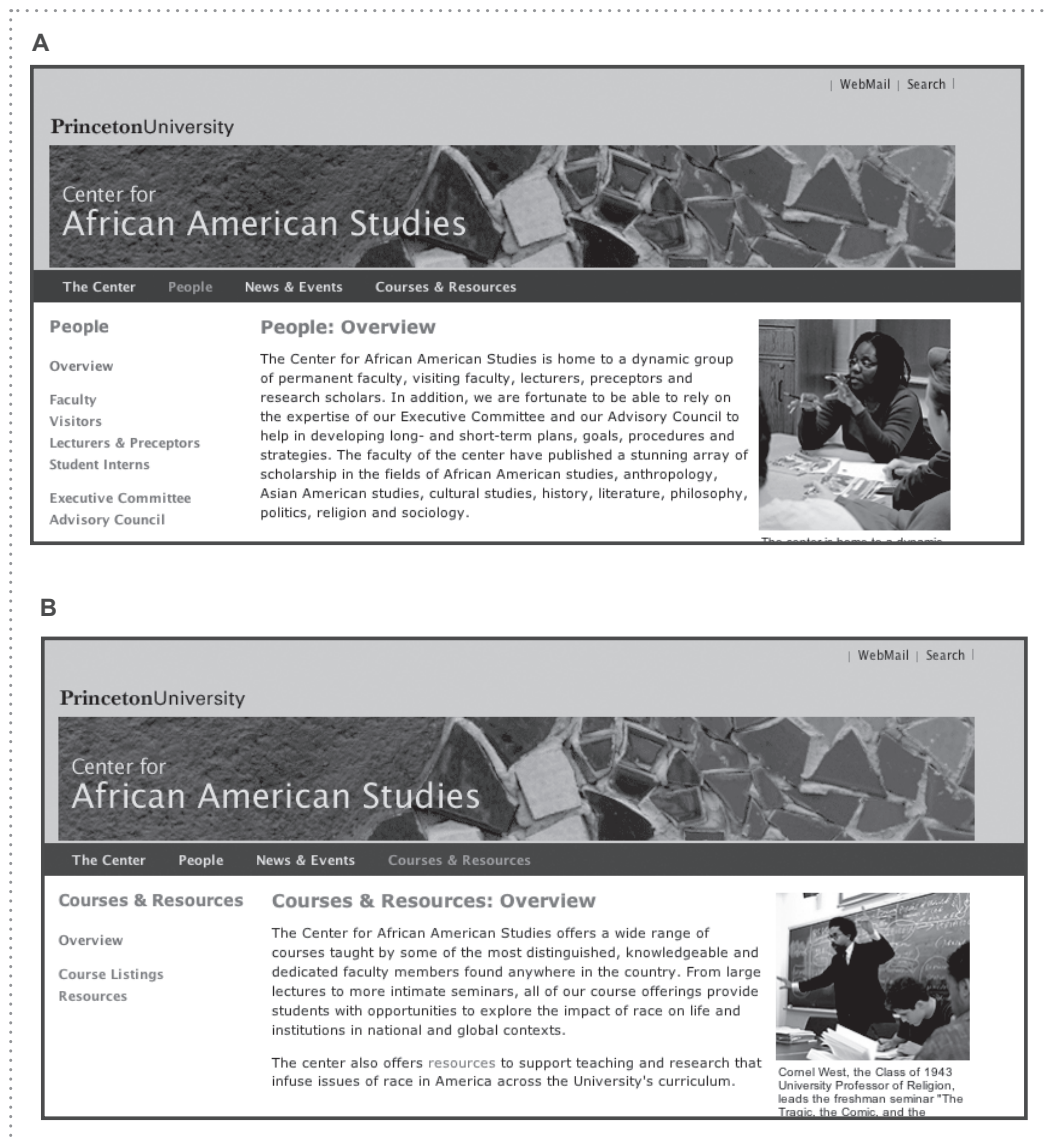 A
| WebMail | Search |
PrincetonUniversity
Center for
African American Studies
The Center People News & Events Courses & Resources
People
Overview
Faculty
Visitors
Lecturers & Preceptors
Student Interns
Executive Committee
Advisory Council
People: Overview
The Center for African American Studies is home to a dynamic group
of permanent faculty, visiting faculty, lecturers, preceptors and
research scholars. In addition, we are fortunate to be able to rely on
the expertise of our Executive Committee and our Advisory Council to
help in developing long- and short-term plans, goals, procedures and
strategies. The faculty of the center have published a stunning array of
scholarship in the fields of African American studies, anthropology,
Asian American studies, cultural studies, history, literature, philosophy,
politics, religion and sociology.
The center is home to a dynamic
B
| WebMail | Search |
PrincetonUniversity
Center for
African American Studies
The Center People News & Events Courses & Resources
Courses & Resources
Overview
Course Listings
Resources
Courses & Resources: Overview
The Center for African American Studies offers a wide range of
courses taught by some of the most distinguished, knowledgeable and
dedicated faculty members found anywhere in the country. From large
lectures to more intimate seminars, all of our course offerings provide
students with opportunities to explore the impact of race on life and
institutions in national and global contexts.
The center also offers resources to support teaching and research that
infuse issues of race in America across the University's curriculum.
Cornel West, the Class of 1943
University Professor of Religion,
leads the freshman seminar "The
Tragic, the Comic, and the